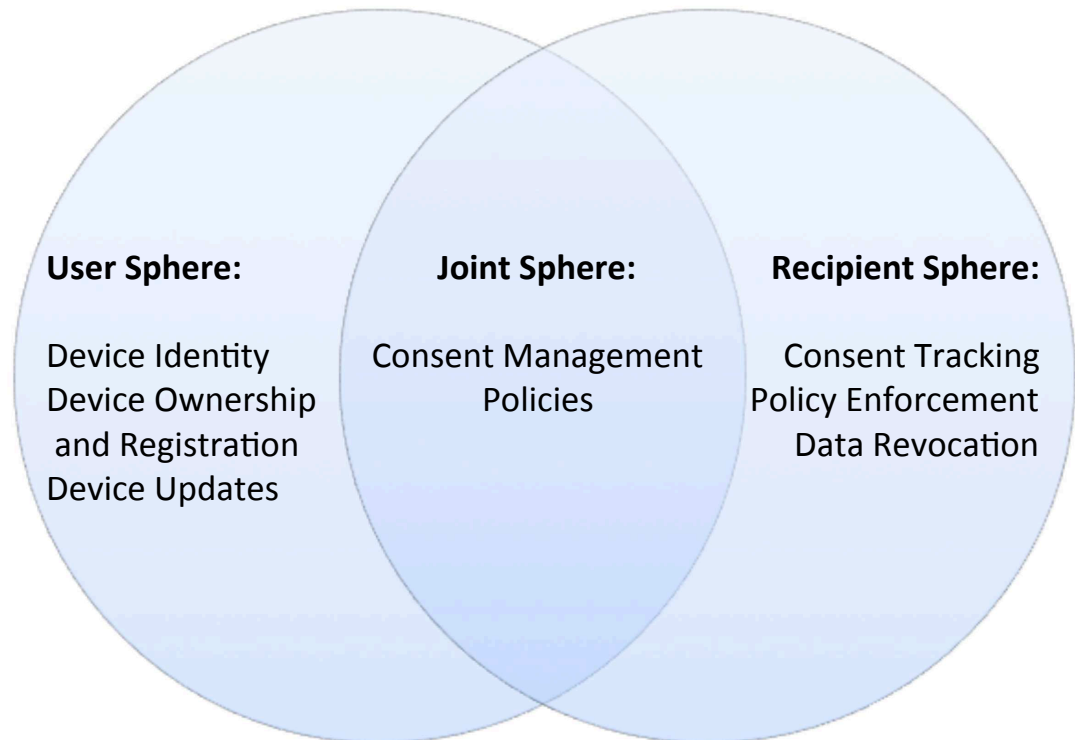 User Sphere:
Device Identity
Device Ownership
and Registration
Device Updates
Joint Sphere:
Consent Management
Policies
Recipient Sphere:
Consent Tracking
Policy Enforcement
Data Revocation